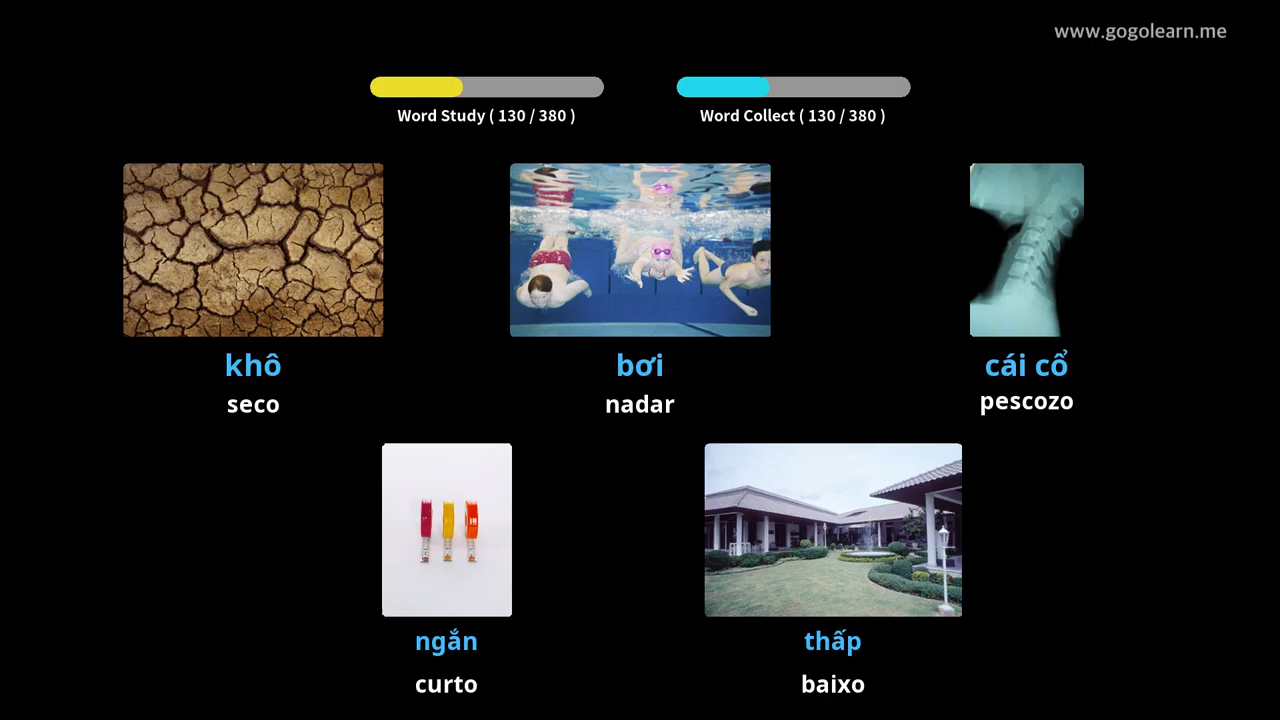 www.gogolearn.me
Word Study ( 130 / 380 )
Word Collect ( 130 / 380 )
khô
bơi
cái cổ
seco
nadar
pescozo
ngắn
thấp
curto
baixo